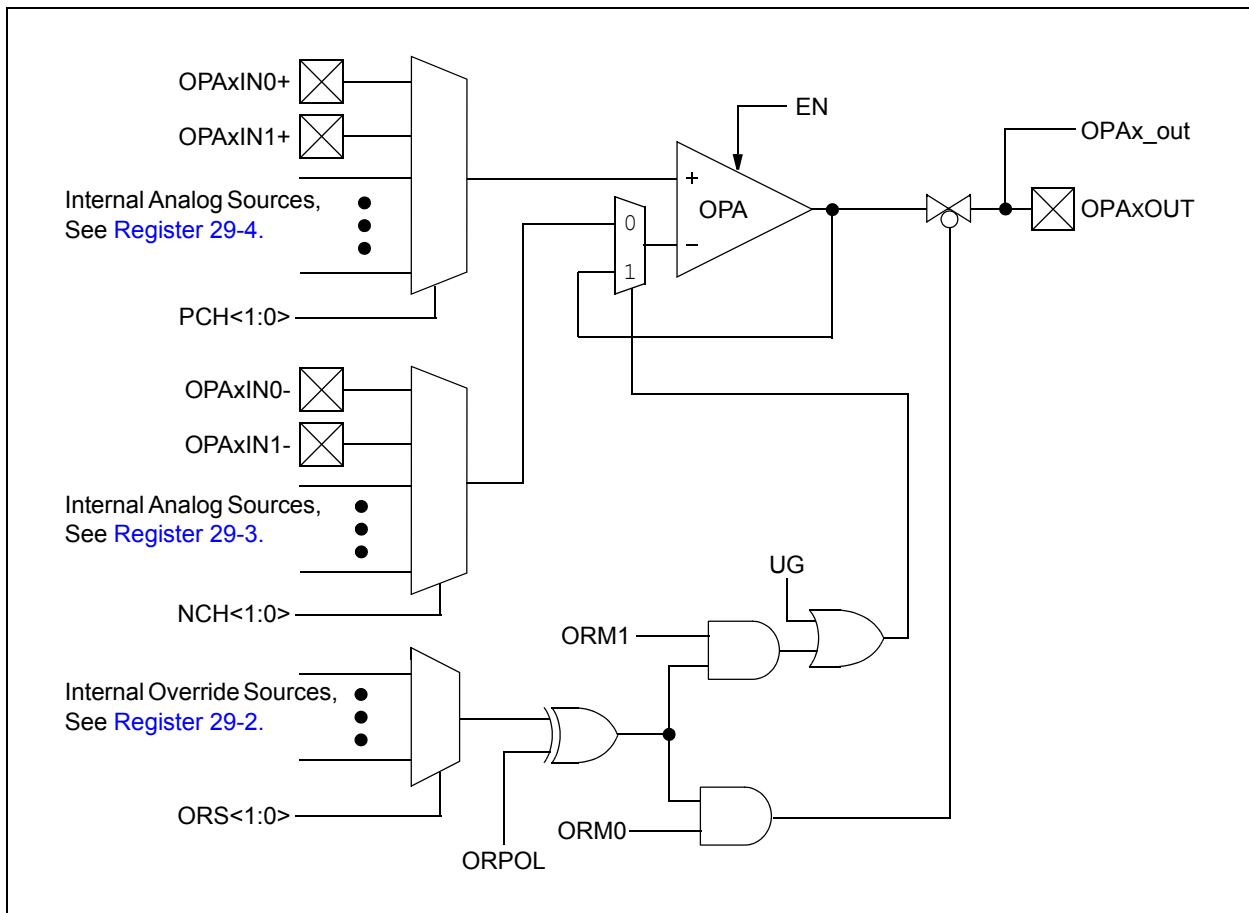 OPAxIN0+
OPAxIN1+
Internal Analog Sources,
See Register 29-4.
PCH<1:0>
EN
+
OPA
−
0
1
OPAx_out
OPAxOUT
OPAxIN0-
OPAxIN1-
Internal Analog Sources,
See Register 29-3.
NCH<1:0>
UG
ORM1
Internal Override Sources,
See Register 29-2.
ORS<1:0>
ORM0
ORPOL